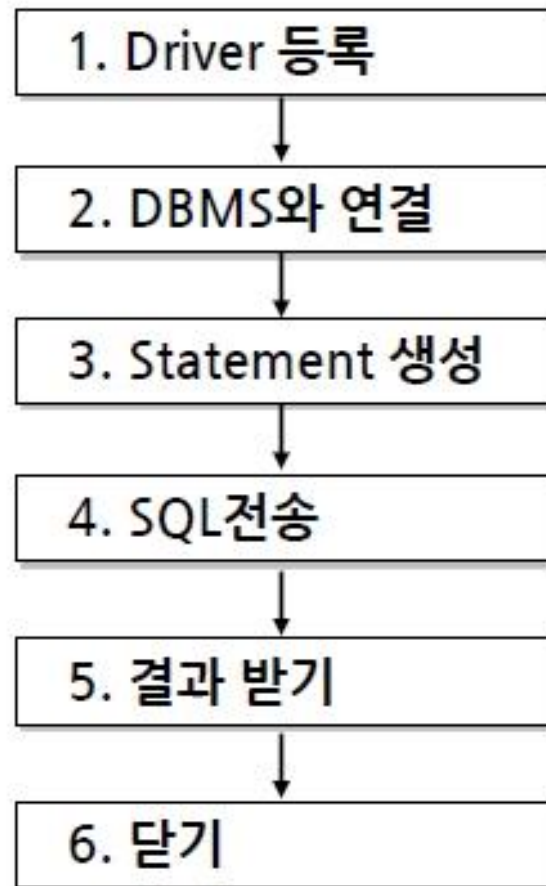 1. Driver 등록
2. DBMS와 연결
3. Statement 생성
4. SQL전송
5. 결과 받기
6. 닫기